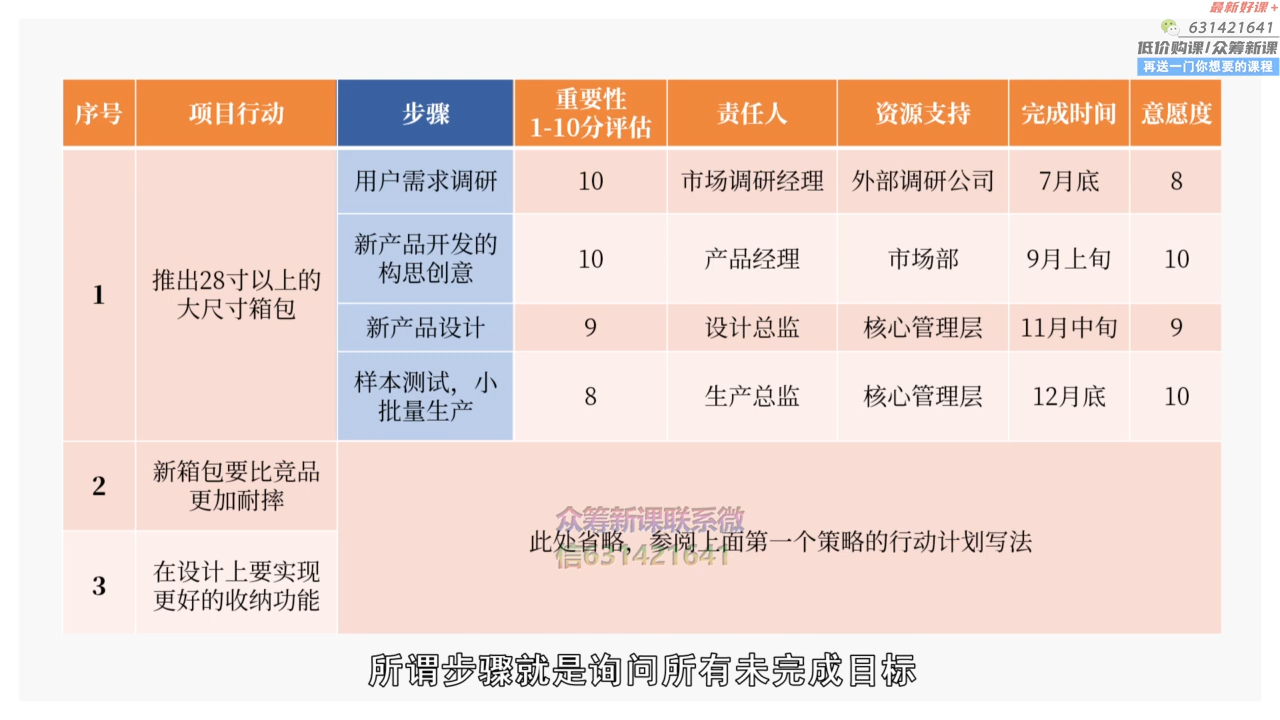 最新好课+
631421641
低价购课/众筹新课
再送一门你想要的课程
序号 项目行动 步骤 重要性 责任人 资源支持 完成时间 意愿度
1-10分评估
1
推出28寸以上的
大尺寸箱包
用户需求调研 10 市场调研经理 外部调研公司 7月底 8
新产品开发的
构思创意
10 产品经理 市场部 9月上旬 10
新产品设计 9 设计总监 核心管理层 11月中旬 9
样本测试，小
批量生产
8 生产总监 核心管理层 12月底 10
2
新箱包要比竞品
更加耐摔
3
在设计上要实现
更好的收纳功能
众筹新课联系微
此处省略，参阅上面第一个策略的行动计划写法
信631421641
所谓步骤就是询问所有未完成目标